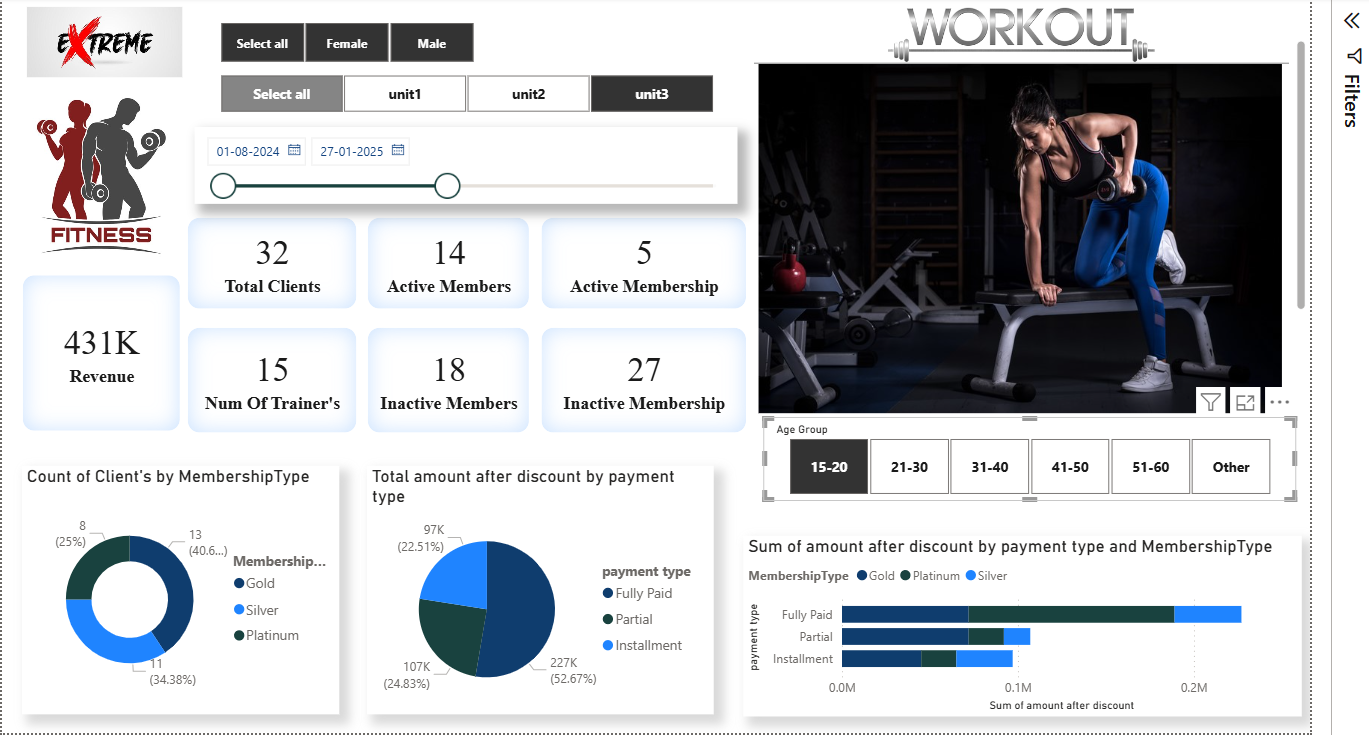 EXTREME
FITNESS
Select all Female Male
Select all unit1 unit2 unit3
01-08-2024 27-01-2025
WORKOUT
Filters
431K
Revenue
32
Total Clients
14
Active Members
5
Active Membership
15
Num Of Trainer's
18
Inactive Members
27
Inactive Membership
Age Group
15-20 21-30 31-40 41-50 51-60 Other
Count of Client's by MembershipType
8
(25%)
13
(40.6...)
11
(34.38%)
Membership...
Gold
Silver
Platinum
Total amount after discount by payment
type
97K
(22.51%)
107K
(24.83%)
227K
(52.67%)
payment type
Fully Paid
Partial
Installment
Sum of amount after discount by payment type and MembershipType
MembershipType Gold Platinum Silver
payment type
Fully Paid
Partial
Installment
0.0M 0.1M 0.2M
Sum of amount after discount